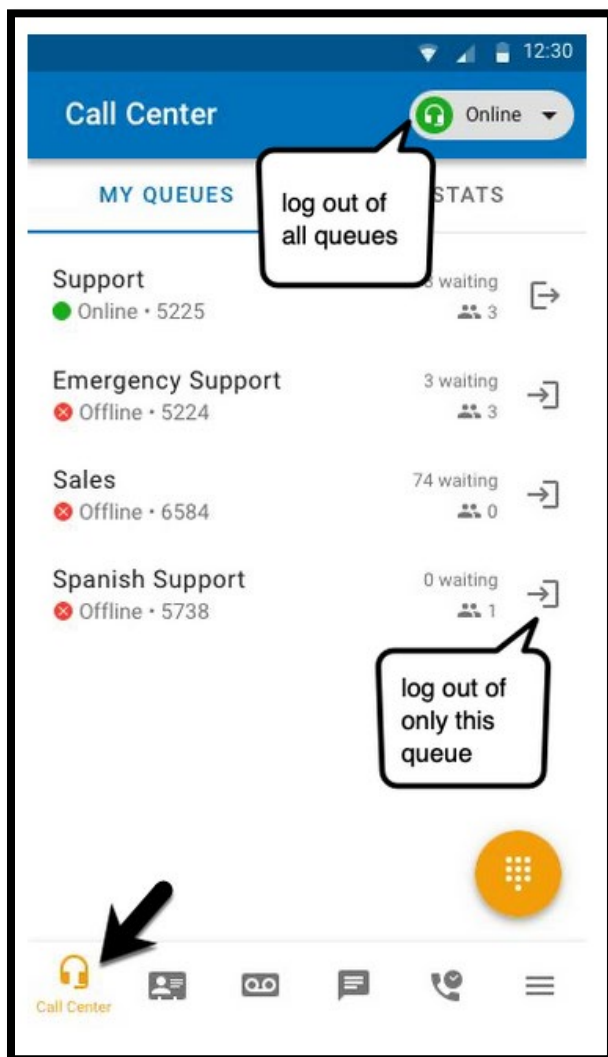 12:30
Call Center
Online
MY QUEUES
STATS
log out of
all queues
Support
waiting
Online • 5225
3
Emergency Support
3 waiting
Offline • 5224
3
Sales
74 waiting
Offline • 6584
0
Spanish Support
0 waiting
Offline • 5738
1
log out of
only this
queue
Call Center